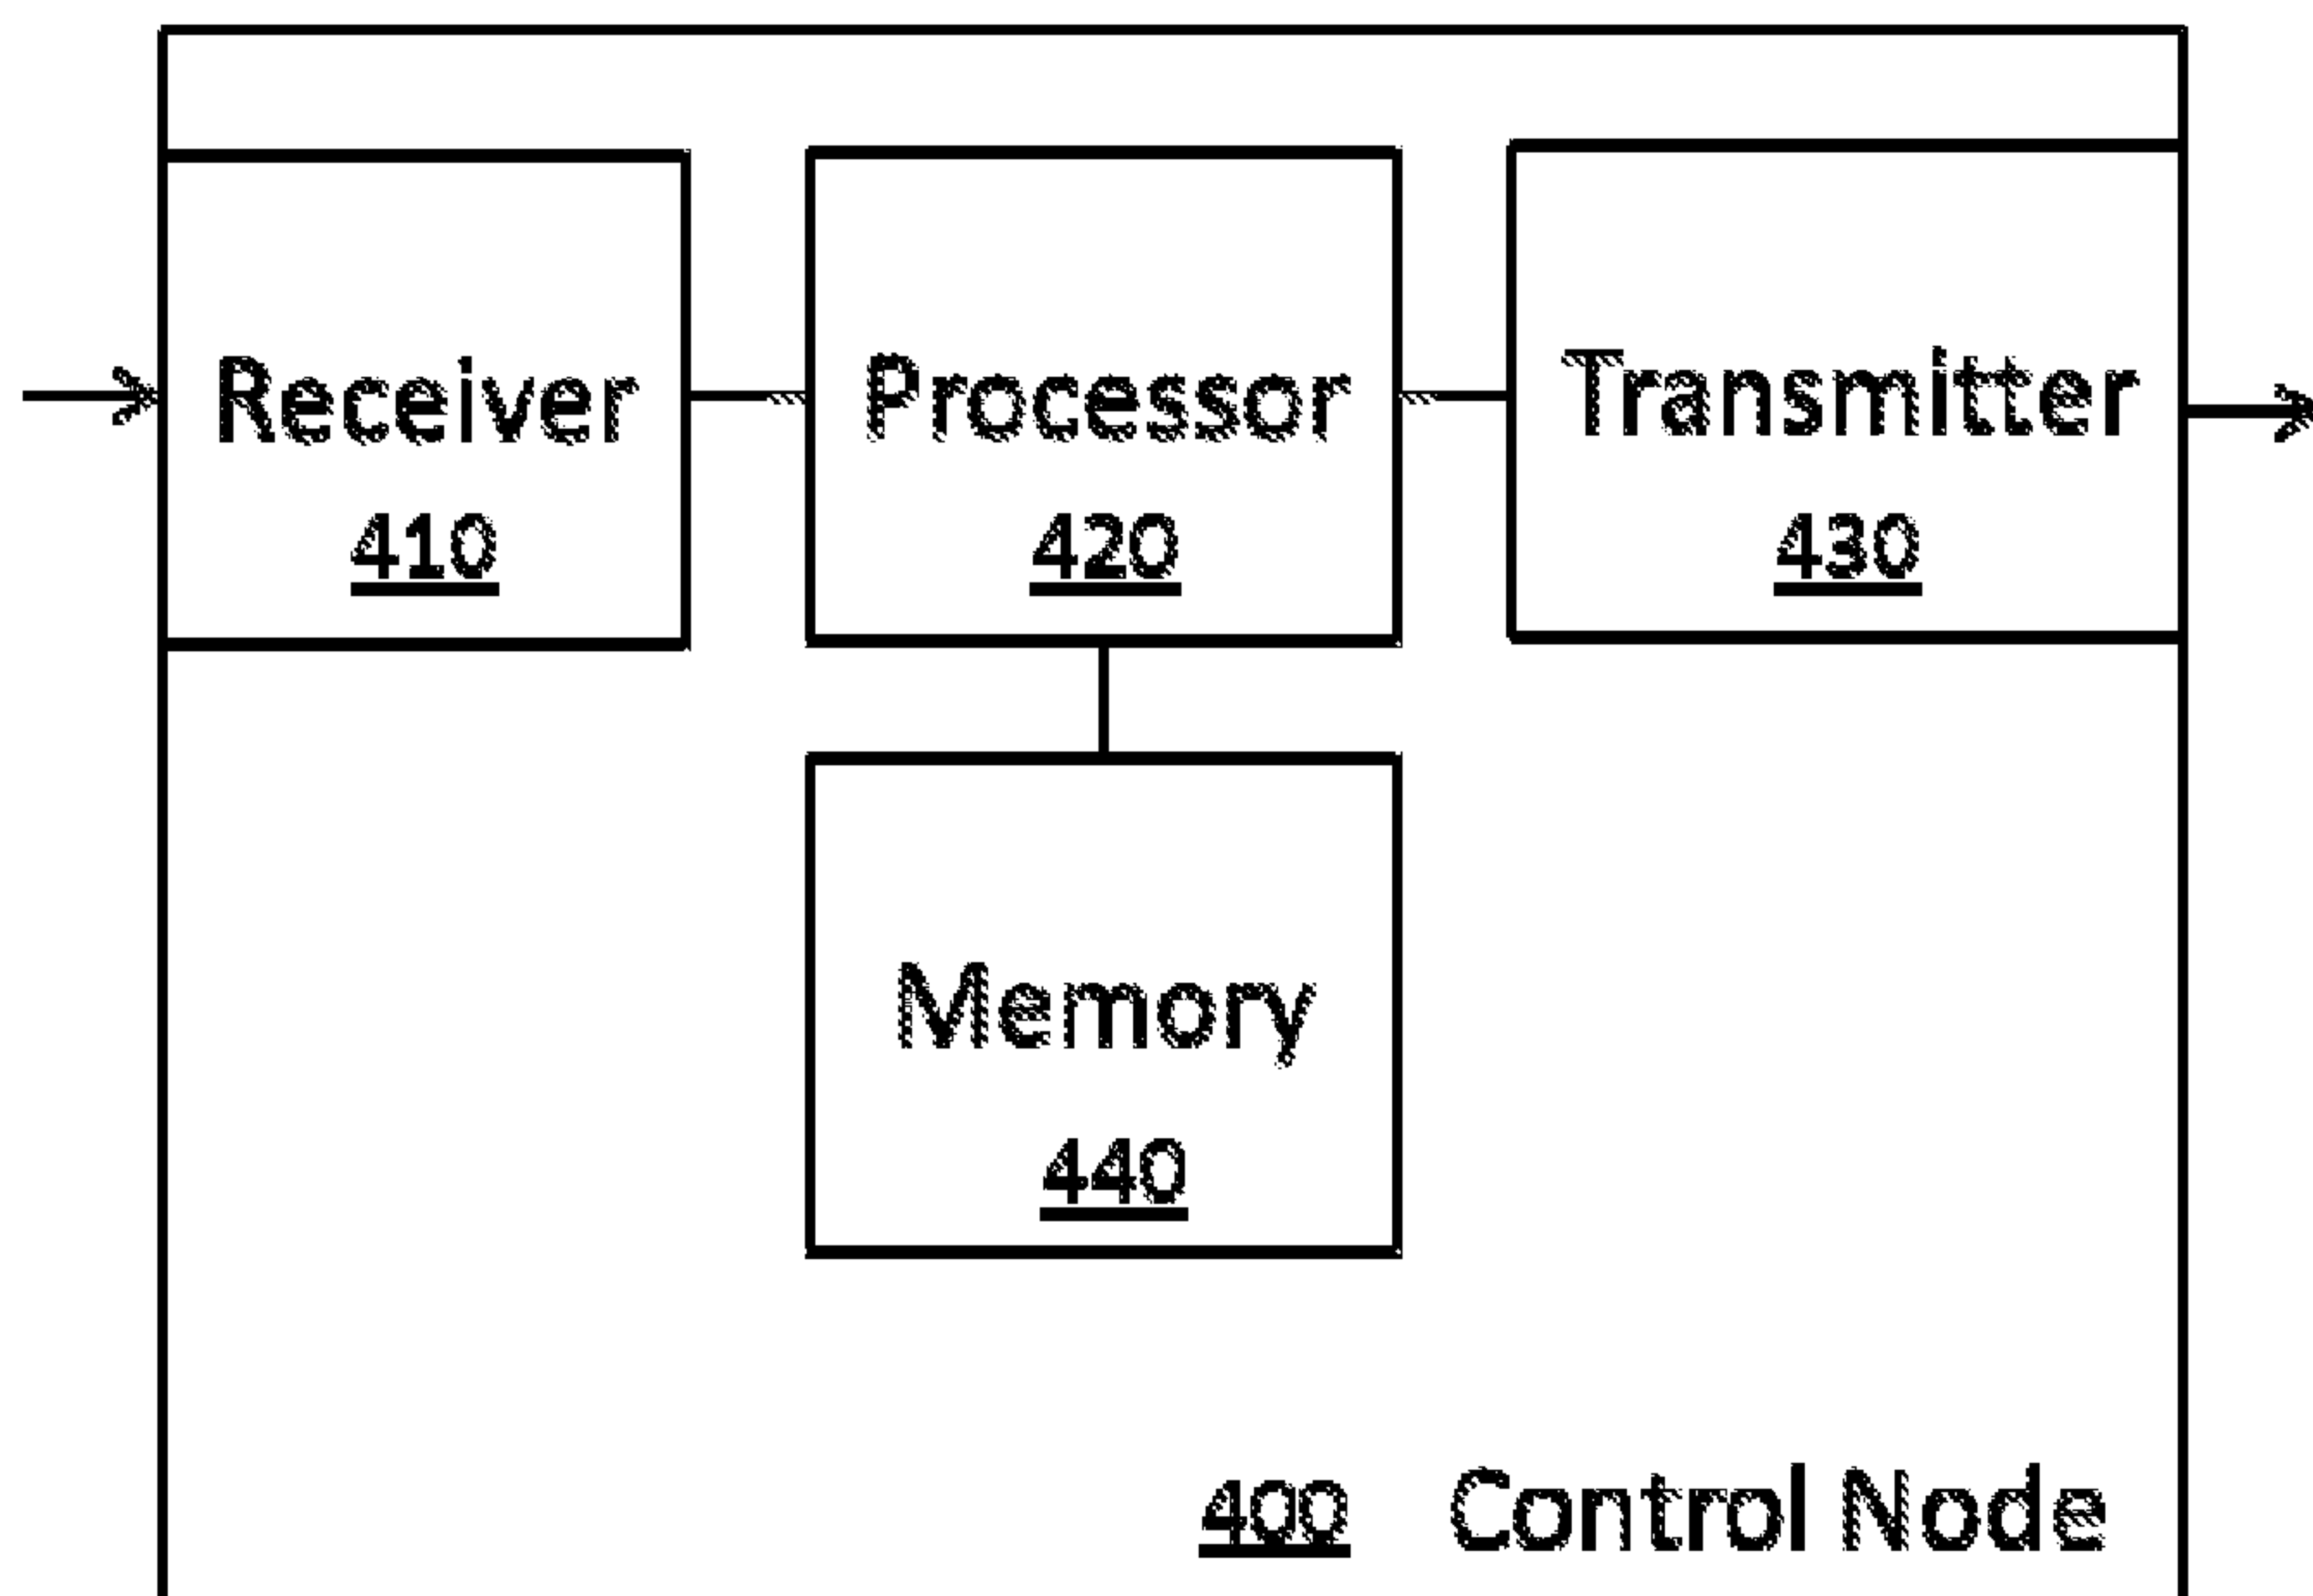 Receiver
410
Processor
420
Transmitter
430
Memory
440
400 Control Node